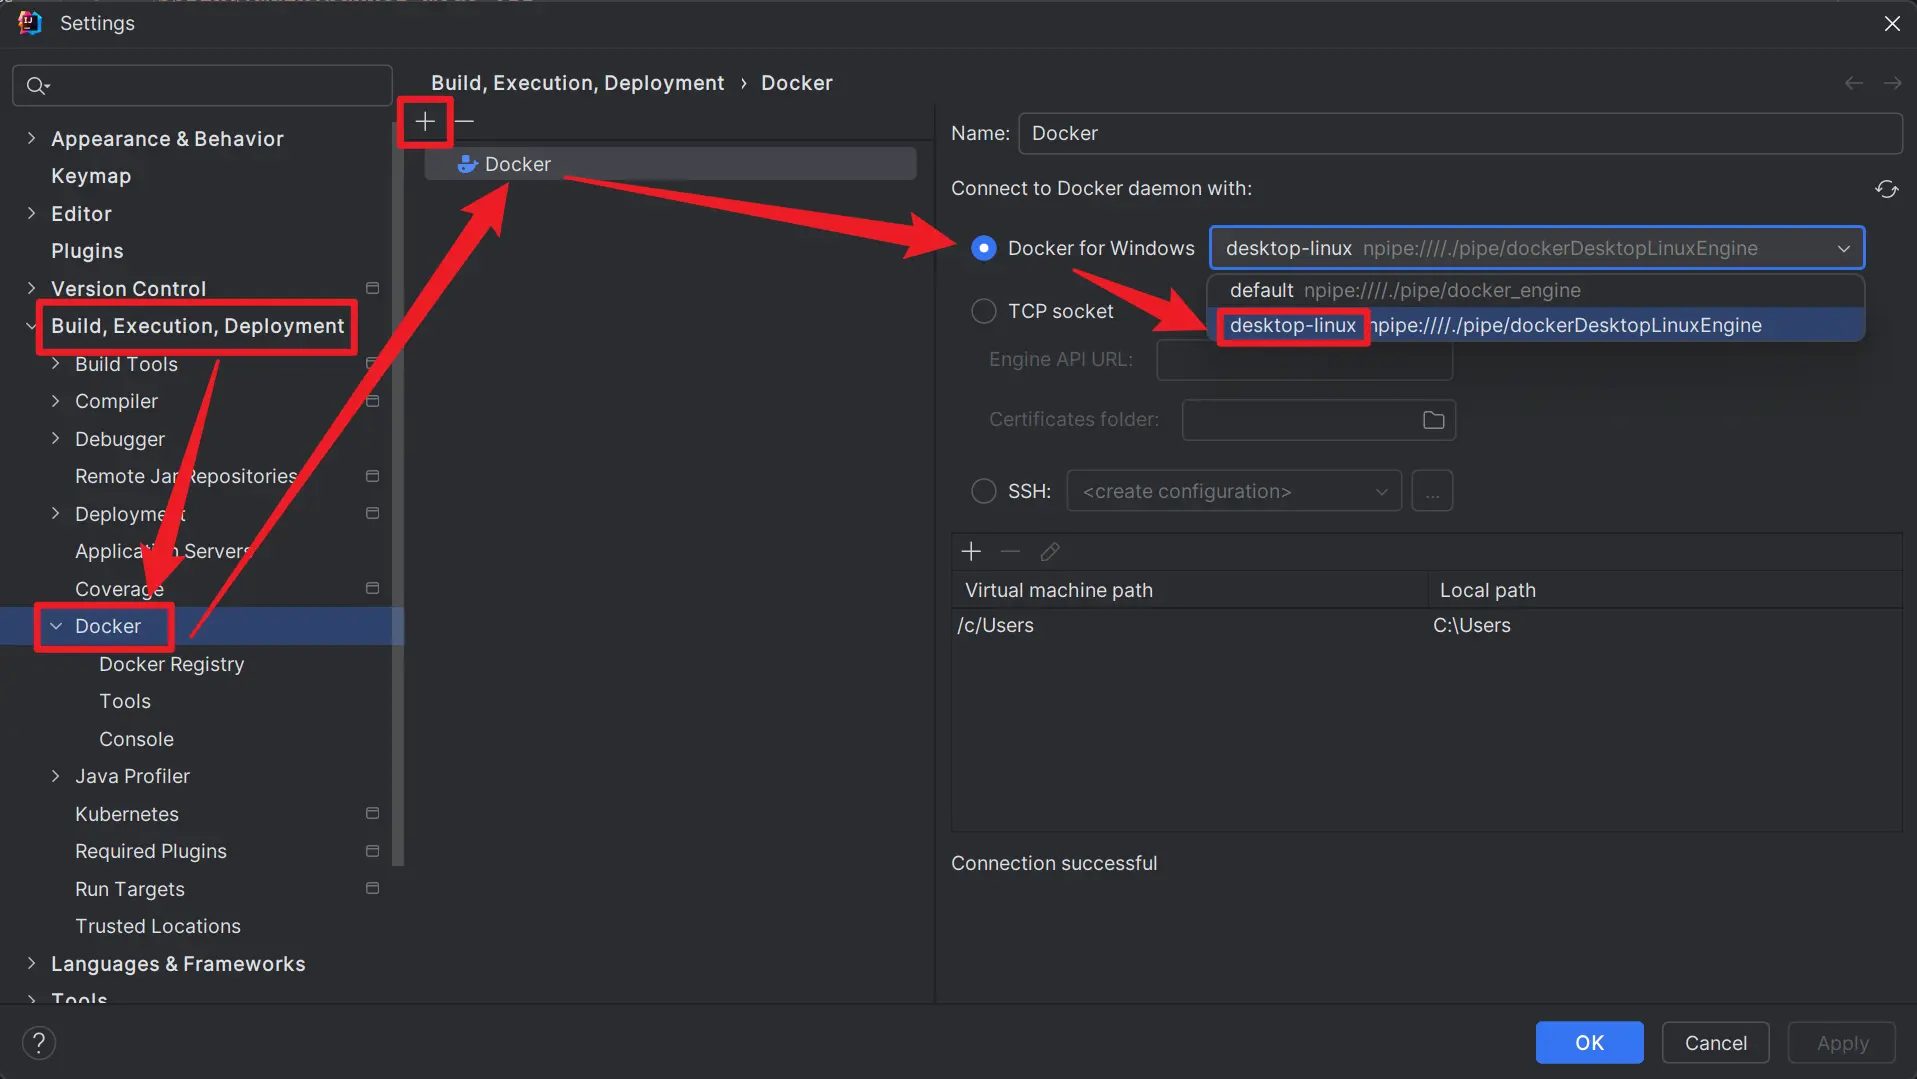 Settings
Build, Execution, Deployment › Docker
Appearance & Behavior
Keymap
Editor
Plugins
Version Control
Build, Execution, Deployment
Build Tools
Compiler
Debugger
Remote Jar Repositories
Deployment
Application Servers
Coverage
Docker
Docker Registry
Tools
Console
Java Profiler
Kubernetes
Required Plugins
Run Targets
Trusted Locations
Languages & Frameworks
Tools
Docker
Name: Docker
Connect to Docker daemon with:
Docker for Windows desktop-linux npipe:////./pipe/dockerDesktopLinuxEngine
default npipe:////./pipe/docker_engine
desktop-linux npipe:////./pipe/dockerDesktopLinuxEngine
TCP socket
Engine API URL:
Certificates folder:
SSH: <create configuration> ...
Virtual machine path Local path
/c/Users C:\Users
Connection successful
? OK Cancel Apply